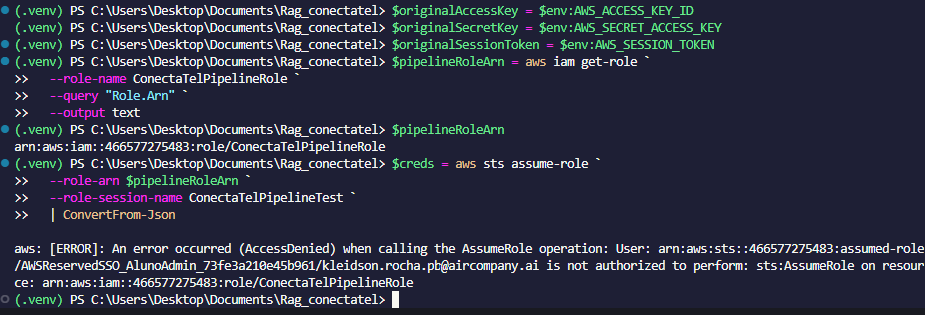 (.venv) PS C:\Users\Desktop\Documents\Rag_conectatel> $originalAccessKey = $env:AWS_ACCESS_KEY_ID
(.venv) PS C:\Users\Desktop\Documents\Rag_conectatel> $originalSecretKey = $env:AWS_SECRET_ACCESS_KEY
(.venv) PS C:\Users\Desktop\Documents\Rag_conectatel> $originalSessionToken = $env:AWS_SESSION_TOKEN
(.venv) PS C:\Users\Desktop\Documents\Rag_conectatel> $pipelineRoleArn = aws iam get-role `
>>   --role-name ConectaTelPipelineRole `
>>   --query "Role.Arn" `
>>   --output text
(.venv) PS C:\Users\Desktop\Documents\Rag_conectatel> $pipelineRoleArn
arn:aws:iam::466577275483:role/ConectaTelPipelineRole
(.venv) PS C:\Users\Desktop\Documents\Rag_conectatel> $creds = aws sts assume-role `
>>   --role-arn $pipelineRoleArn `
>>   --role-session-name ConectaTelPipelineTest `
>>   | ConvertFrom-Json
aws: [ERROR]: An error occurred (AccessDenied) when calling the AssumeRole operation: User: arn:aws:sts::466577275483:assumed-role
/AWSReservedSSO_AlunoAdmin_73fe3a210e45b961/kleidson.rocha.pb@aircompany.ai is not authorized to perform: sts:AssumeRole on resour
ce: arn:aws:iam::466577275483:role/ConectaTelPipelineRole
(.venv) PS C:\Users\Desktop\Documents\Rag_conectatel>